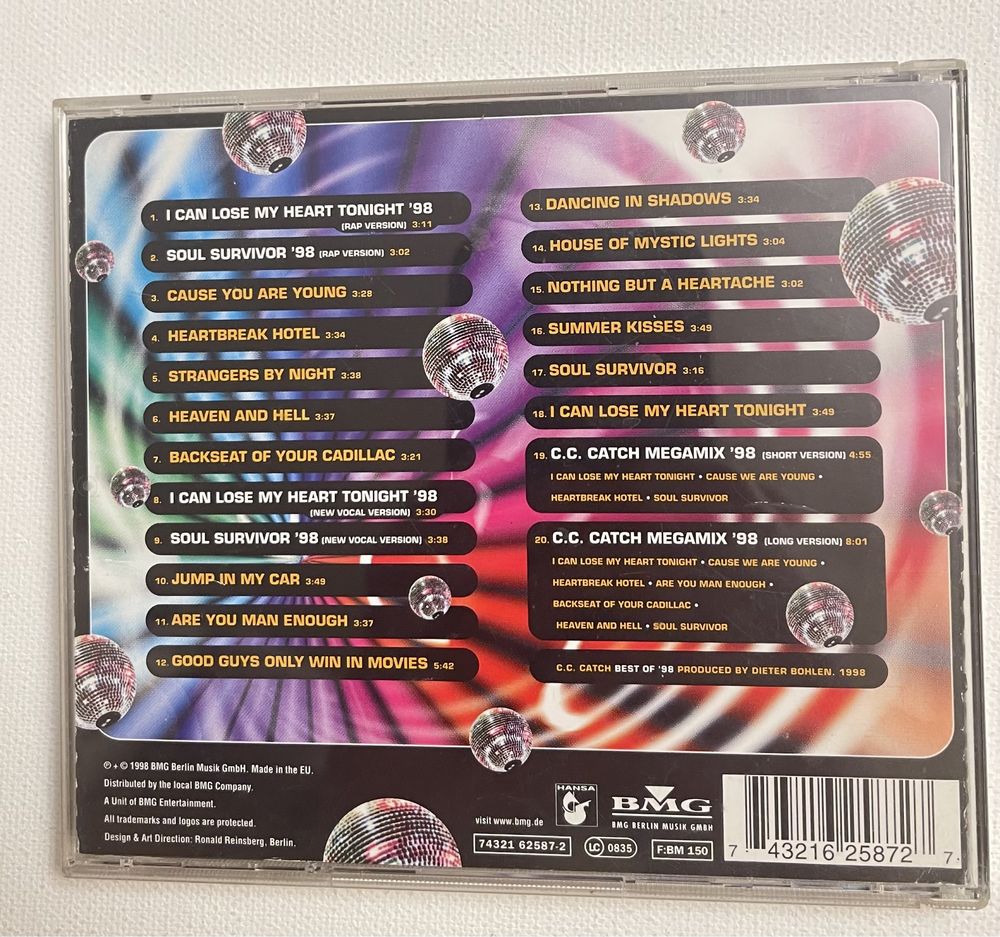 1. I CAN LOSE MY HEART TONIGHT '98
(RAP VERSION) 3:11
2. SOUL SURVIVOR '98 (RAP VERSION) 3:02
3. CAUSE YOU ARE YOUNG 3:28
4. HEARTBREAK HOTEL 3:34
5. STRANGERS BY NIGHT 3:38
6. HEAVEN AND HELL 3:37
7. BACKSEAT OF YOUR CADILLAC 3:21
8. I CAN LOSE MY HEART TONIGHT '98
(NEW VOCAL VERSION) 3:30
9. SOUL SURVIVOR '98 (NEW VOCAL VERSION) 3:38
10. JUMP IN MY CAR 3:49
11. ARE YOU MAN ENOUGH 3:37
12. GOOD GUYS ONLY WIN IN MOVIES 5:42
13. DANCING IN SHADOWS 3:34
14. HOUSE OF MYSTIC LIGHTS 3:04
15. NOTHING BUT A HEARTACHE 3:02
16. SUMMER KISSES 3:49
17. SOUL SURVIVOR 3:16
18. I CAN LOSE MY HEART TONIGHT 3:49
19. C.C. CATCH MEGAMIX '98 (SHORT VERSION) 4:55
I CAN LOSE MY HEART TONIGHT • CAUSE WE ARE YOUNG •
HEARTBREAK HOTEL • SOUL SURVIVOR
20. C.C. CATCH MEGAMIX '98 (LONG VERSION) 8:01
I CAN LOSE MY HEART TONIGHT • CAUSE WE ARE YOUNG •
HEARTBREAK HOTEL • ARE YOU MAN ENOUGH •
BACKSEAT OF YOUR CADILLAC •
HEAVEN AND HELL • SOUL SURVIVOR
C.C. CATCH BEST OF '98 PRODUCED BY DIETER BOHLEN. 1998
℗ + © 1998 BMG Berlin Musik GmbH. Made in the EU.
Distributed by the local BMG Company.
A Unit of BMG Entertainment.
All trademarks and logos are protected.
Design & Art Direction: Ronald Reinsberg, Berlin.
visit www.bmg.de
HANSA
BMG
BMG BERLIN MUSIK GMBH
74321 62587-2
LC 0835
F:BM 150
7 43216 25872 7